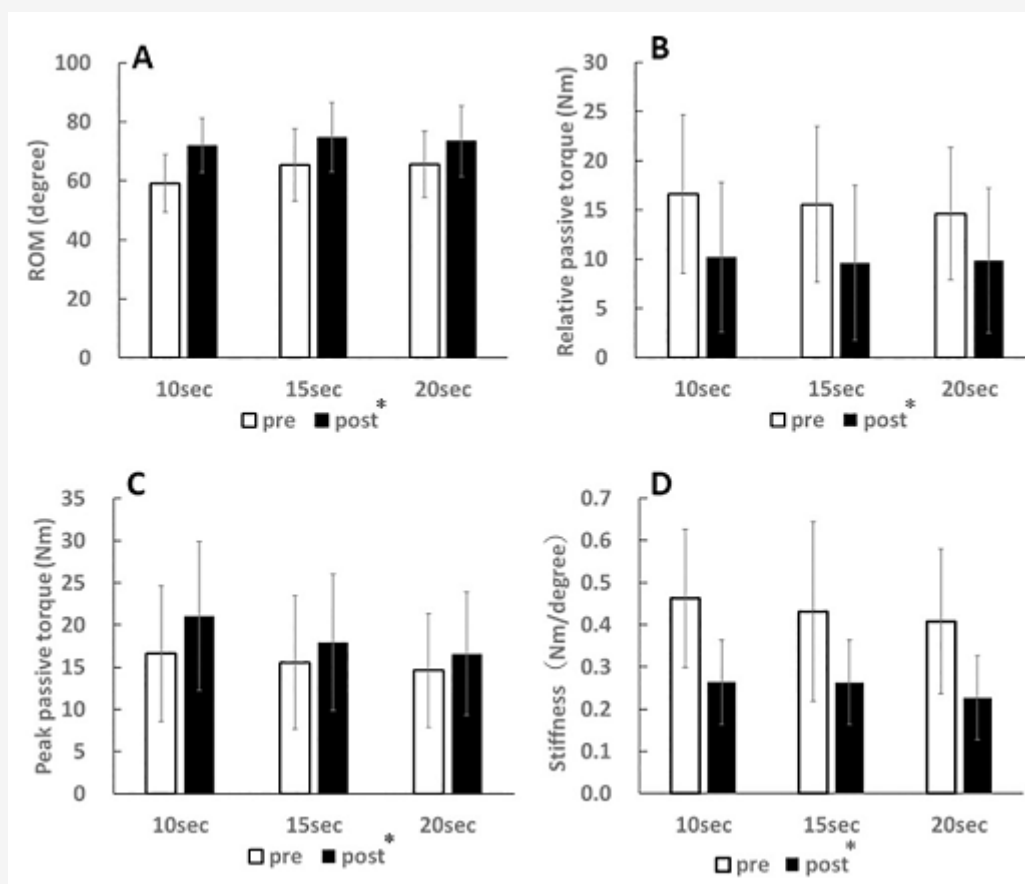 A
ROM (degree)
100
80
60
40
20
0
10sec 15sec 20sec
pre post*
B
Relative passive torque (Nm)
30
25
20
15
10
5
0
10sec 15sec 20sec
pre post*
C
Peak passive torque (Nm)
35
30
25
20
15
10
5
0
10sec 15sec 20sec
pre post*
D
Stiffness（Nm/degree）
0.7
0.6
0.5
0.4
0.3
0.2
0.1
0.0
10sec 15sec 20sec
pre post*